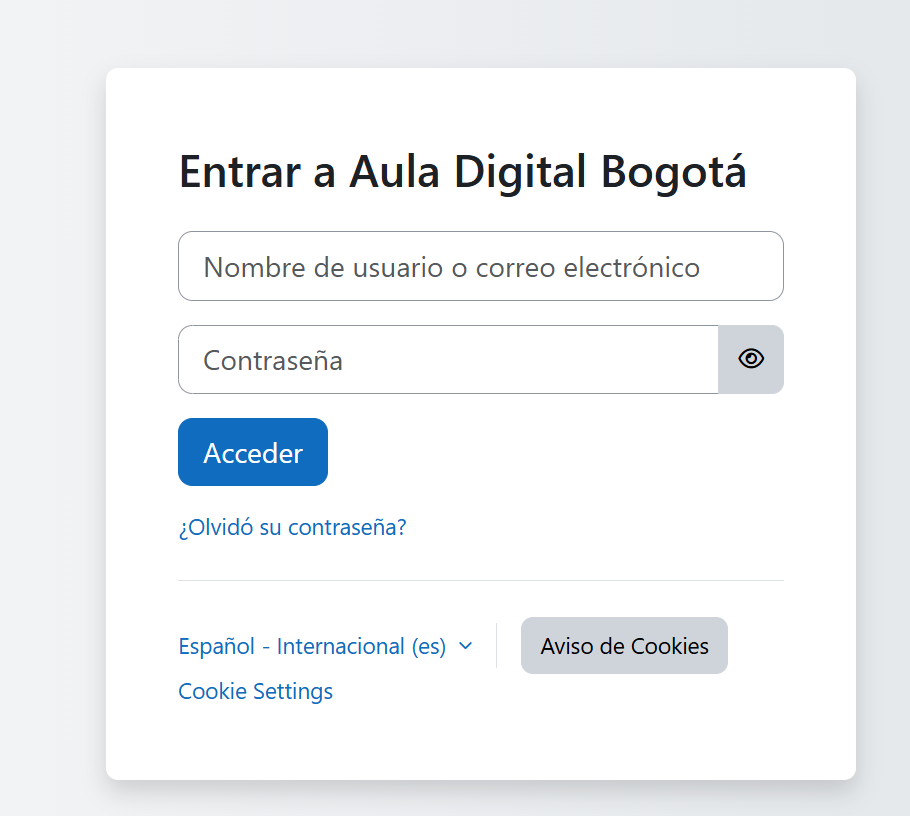 Entrar a Aula Digital Bogotá
Nombre de usuario o correo electrónico
Contraseña
Acceder
¿Olvidó su contraseña?
Español - Internacional (es)
Aviso de Cookies
Cookie Settings